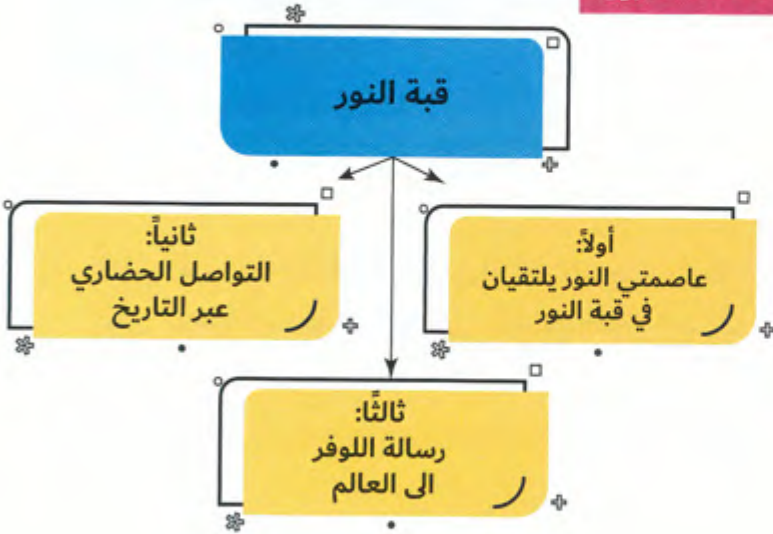 قبة النور
أولاً:
عاصمتي النور يلتقيان
في قبة النور
ثانياً:
التواصل الحضاري
عبر التاريخ
ثالثًا:
رسالة اللوفر
الى العالم